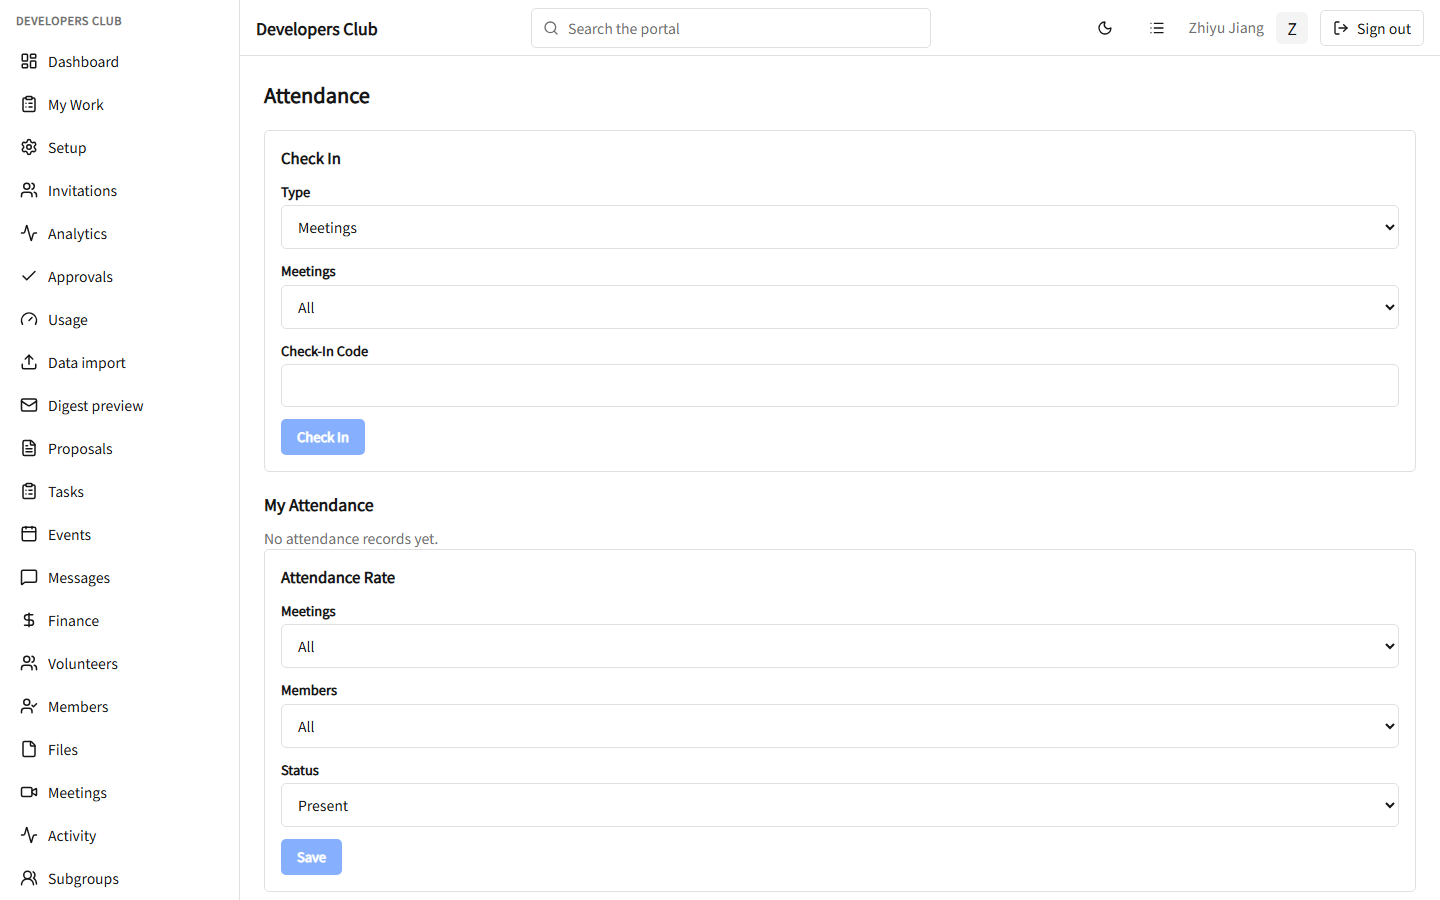 DEVELOPERS CLUB
Dashboard
My Work
Setup
Invitations
Analytics
Approvals
Usage
Data import
Digest preview
Proposals
Tasks
Events
Messages
Finance
Volunteers
Members
Files
Meetings
Activity
Subgroups
Developers Club
Search the portal
Zhiyu Jiang
Z
Sign out
Attendance
Check In
Type
Meetings
Meetings
All
Check-In Code
Check In
My Attendance
No attendance records yet.
Attendance Rate
Meetings
All
Members
All
Status
Present
Save